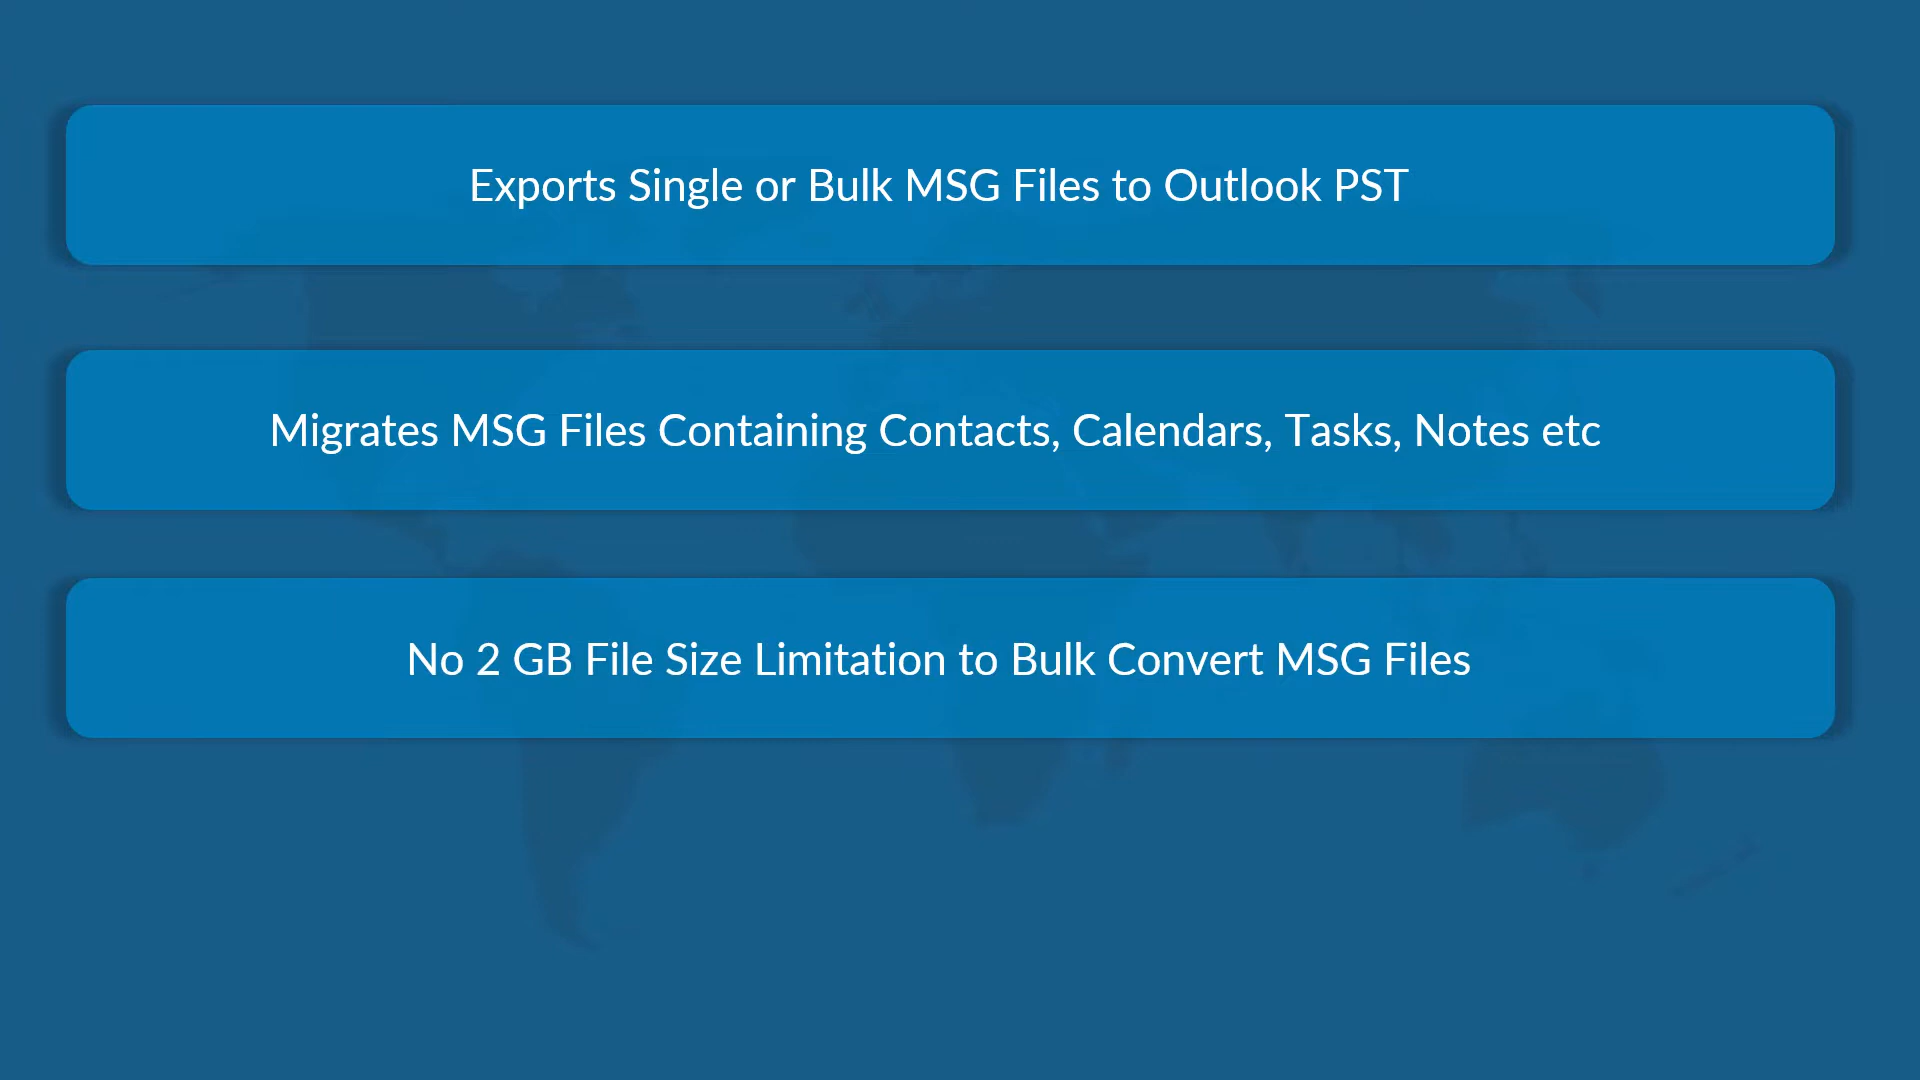 Exports Single or Bulk MSG Files to Outlook PST
Migrates MSG Files Containing Contacts, Calendars, Tasks, Notes etc
No 2 GB File Size Limitation to Bulk Convert MSG Files